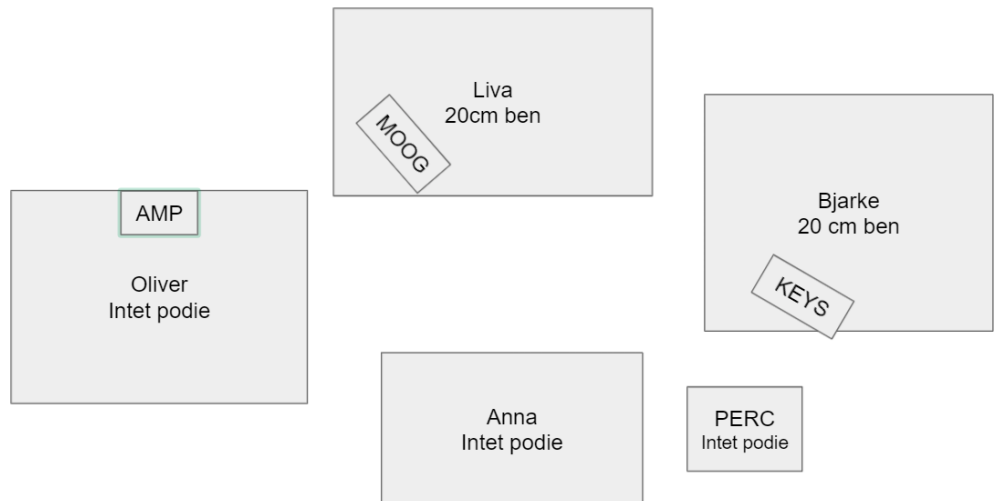 Liva
20cm ben
MOOG
Bjarke
20 cm ben
KEYS
AMP
Oliver
Intet podie
Anna
Intet podie
PERC
Intet podie